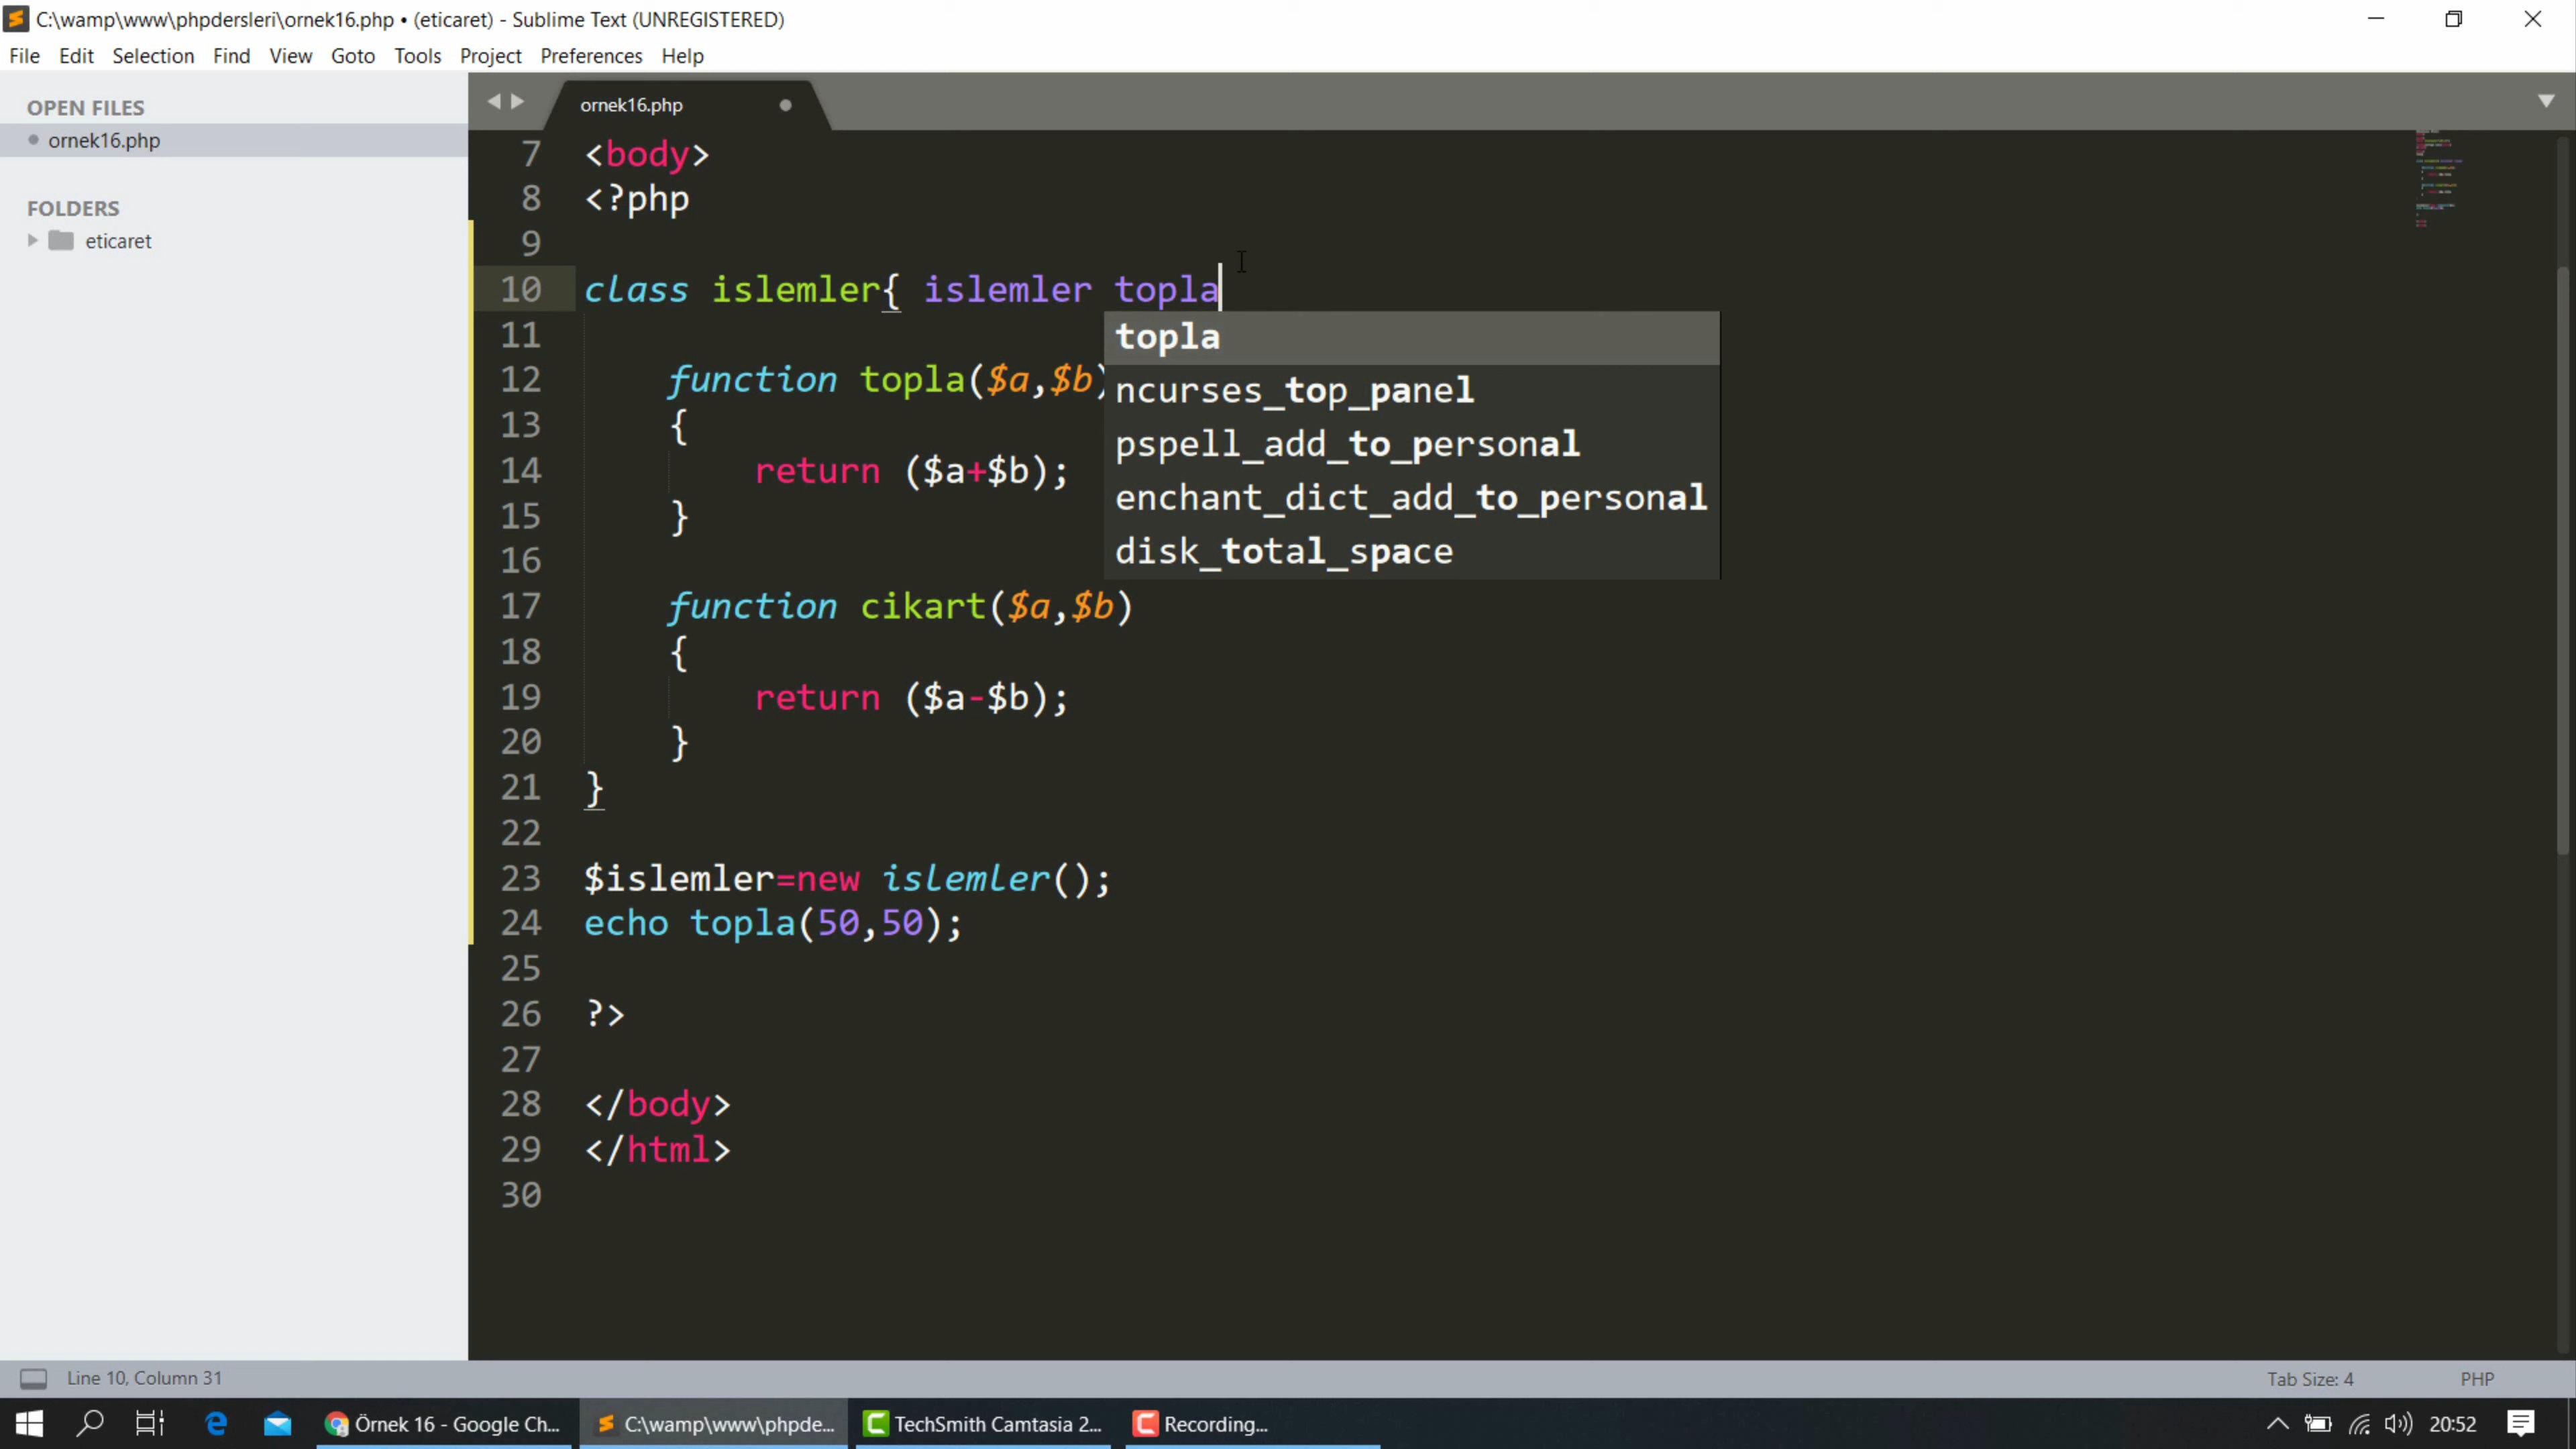 C:\wamp\www\phpdersleri\ornek16.php • (eticaret) - Sublime Text (UNREGISTERED)
File Edit Selection Find View Goto Tools Project Preferences Help
OPEN FILES
ornek16.php
FOLDERS
eticaret
ornek16.php
7 <body>
8 <?php
9
10 class islemler{ islemler topla
11
12 function topla($a,$b)
13 {
14 return ($a+$b);
15 }
16
17 function cikart($a,$b)
18 {
19 return ($a-$b);
20 }
21 }
22
23 $islemler=new islemler();
24 echo topla(50,50);
25
26 ?>
27
28 </body>
29 </html>
30
topla
ncurses_top_panel
pspell_add_to_personal
enchant_dict_add_to_personal
disk_total_space
Line 10, Column 31 Tab Size: 4 PHP
Örnek 16 - Google Ch... C:\wamp\www\phpde... TechSmith Camtasia 2... Recording... 20:52